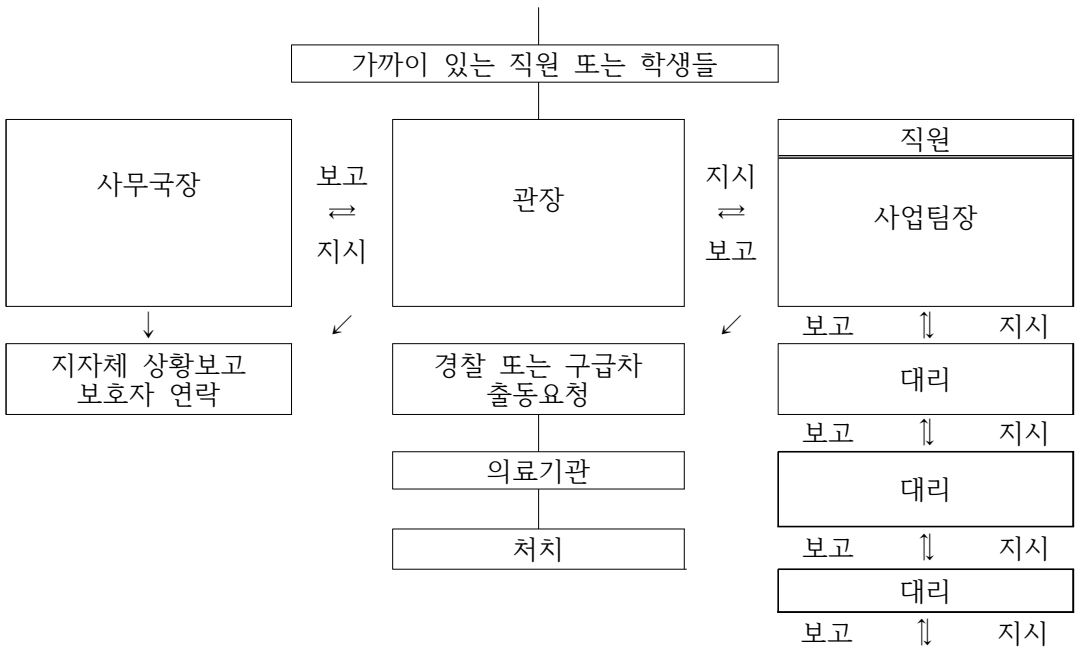 가까이 있는 직원 또는 학생들
사무국장
보고
⇄
지시
관장
지시
⇄
보고
직원
사업팀장
↓
↙
↙
보고 ⇅ 지시
지자체 상황보고
보호자 연락
경찰 또는 구급차
출동요청
대리
보고 ⇅ 지시
의료기관
대리
처치
보고 ⇅ 지시
대리
보고 ⇅ 지시